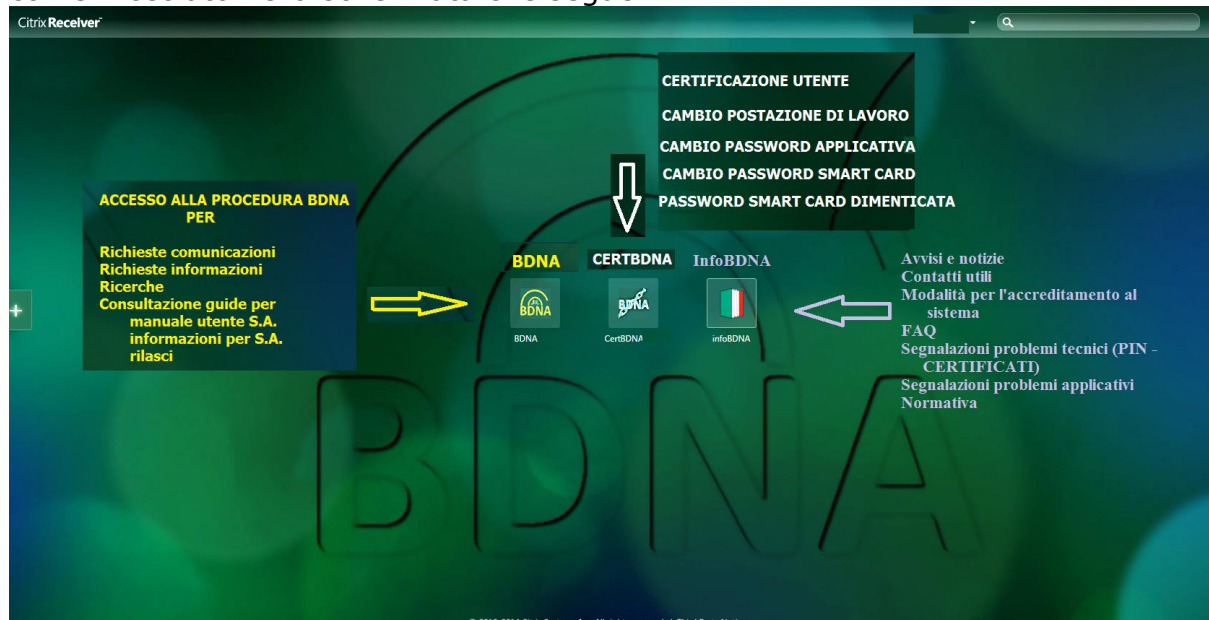 Citrix Receiver
CERTIFICAZIONE UTENTE
CAMBIO POSTAZIONE DI LAVORO
CAMBIO PASSWORD APPLICATIVA
CAMBIO PASSWORD SMART CARD
PASSWORD SMART CARD DIMENTICATA
ACCESSO ALLA PROCEDURA BDNA
PER
Richieste comunicazioni
Richieste informazioni
Ricerche
Consultazione guide per
manuale utente S.A.
informazioni per S.A.
rilasci
BDNA
CERTBDNA
InfoBDNA
BDNA
BDNA
BDNA
CertBDNA
infoBDNA
Avvisi e notizie
Contatti utili
Modalità per l'accreditamento al
sistema
FAQ
Segnalazioni problemi tecnici (PIN -
CERTIFICATI)
Segnalazioni problemi applicativi
Normativa
BDNA